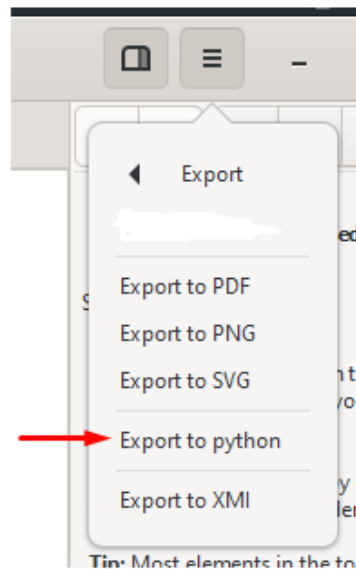 Export
ed
S
Export to PDF
Export to PNG
Export to SVG
Export to python
Export to XMI
Tip: Most elements in the to